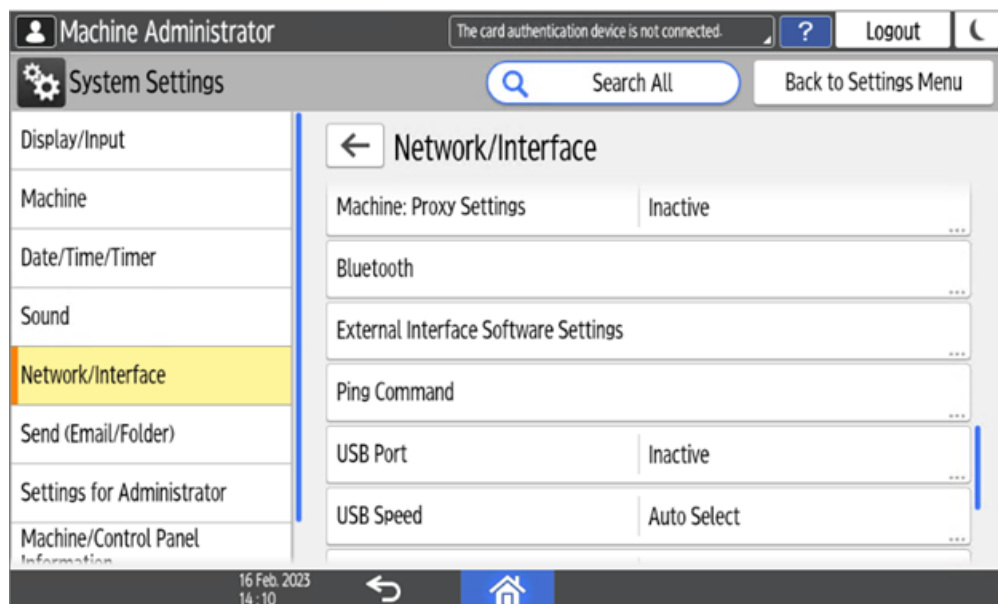 Machine Administrator
The card authentication device is not connected.
?
Logout
System Settings
Search All
Back to Settings Menu
Display/Input
Machine
Date/Time/Timer
Sound
Network/Interface
Send (Email/Folder)
Settings for Administrator
Machine/Control Panel
Information
Network/Interface
Machine: Proxy Settings Inactive
Bluetooth
External Interface Software Settings
Ping Command
USB Port Inactive
USB Speed Auto Select
16 Feb. 2023
14:10